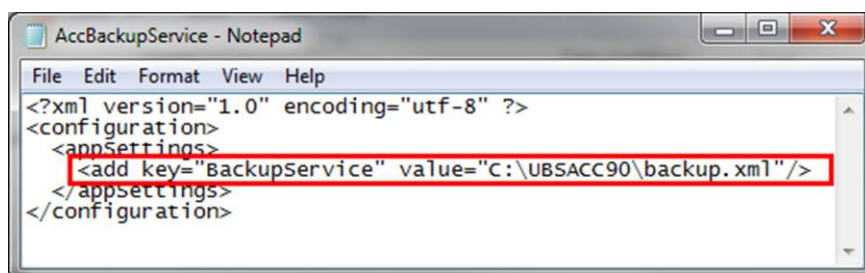 AccBackupService - Notepad
File Edit Format View Help
<?xml version="1.0" encoding="utf-8" ?>
<configuration>
  <appSettings>
    <add key="BackupService" value="C:\UBSACC90\backup.xml"/>
  </appSettings>
</configuration>